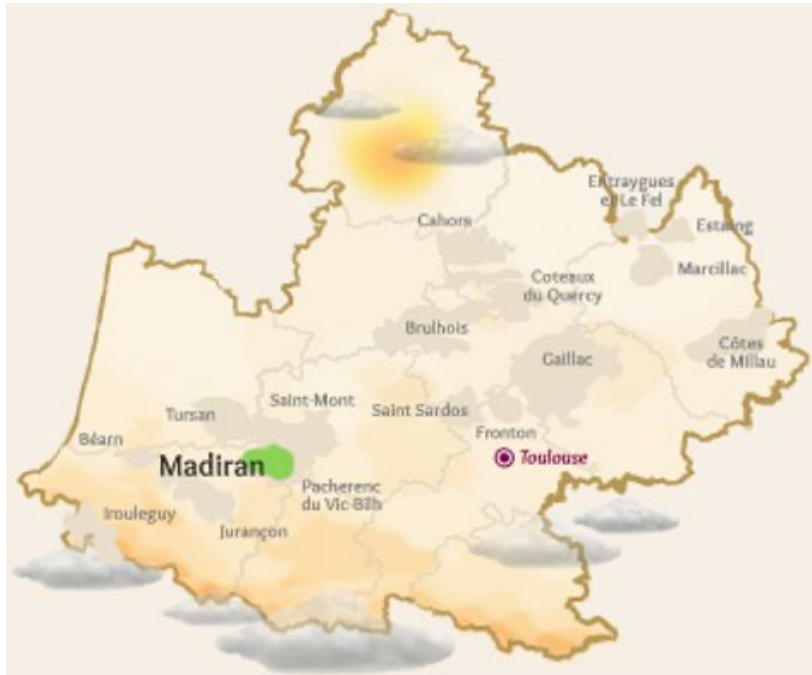 Entraygues
et Le Fel
Cahors
Estaing
Marcillac
Coteaux
du Quercy
Brulhois
Côtes
de Millau
Gaillac
Saint-Mont
Saint Sardos
Tursan
Fronton
Béarn
Toulouse
Madiran
Pacherenc
du Vic-Bilh
Irouleguy
Jurançon